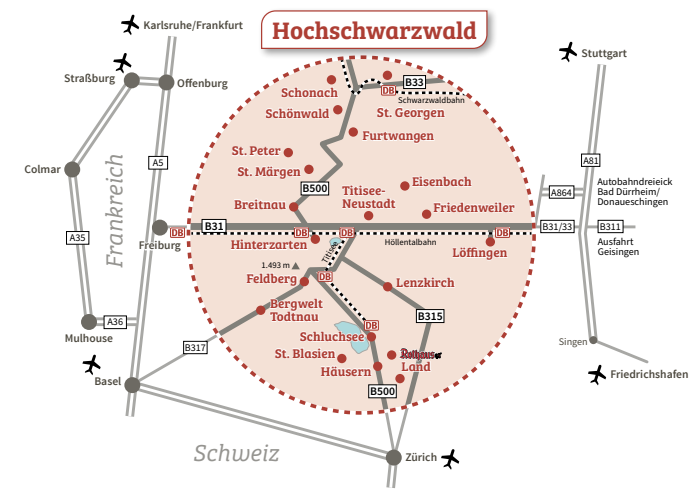 Hochschwarzwald
Karlsruhe/Frankfurt
Stuttgart
Straßburg
Offenburg
Schonach
DB
B33
Schwarzwaldbahn
St. Georgen
Schönwald
Furtwangen
Colmar
Frankreich
A5
St. Peter
St. Märgen
B500
Eisenbach
Titisee-
Neustadt
Breitnau
Friedenweiler
A81
A864
Autobahndreieick
Bad Dürrheim/
Donaueschingen
A35
Freiburg
DB
B31
DB
DB
DB
B31/33
B311
Hinterzarten
Titisee
Höllentalbahn
Löffingen
Ausfahrt
Geisingen
1.493 m
Feldberg
DB
Lenzkirch
Bergwelt
Todtnau
B315
A36
Mulhouse
DB
Schluchsee
B317
St. Blasien
Häusern
Land
Singen
Basel
B500
Friedrichshafen
Schweiz
Zürich